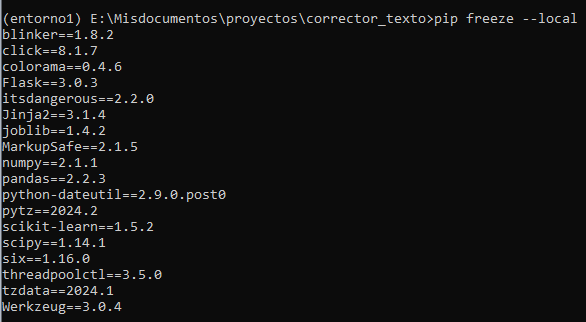 (entorno1) E:\Misdocumentos\proyectos\corrector_texto>pip freeze --local
blinker==1.8.2
click==8.1.7
colorama==0.4.6
Flask==3.0.3
itsdangerous==2.2.0
Jinja2==3.1.4
joblib==1.4.2
MarkupSafe==2.1.5
numpy==2.1.1
pandas==2.2.3
python-dateutil==2.9.0.post0
pytz==2024.2
scikit-learn==1.5.2
scipy==1.14.1
six==1.16.0
threadpoolctl==3.5.0
tzdata==2024.1
Werkzeug==3.0.4